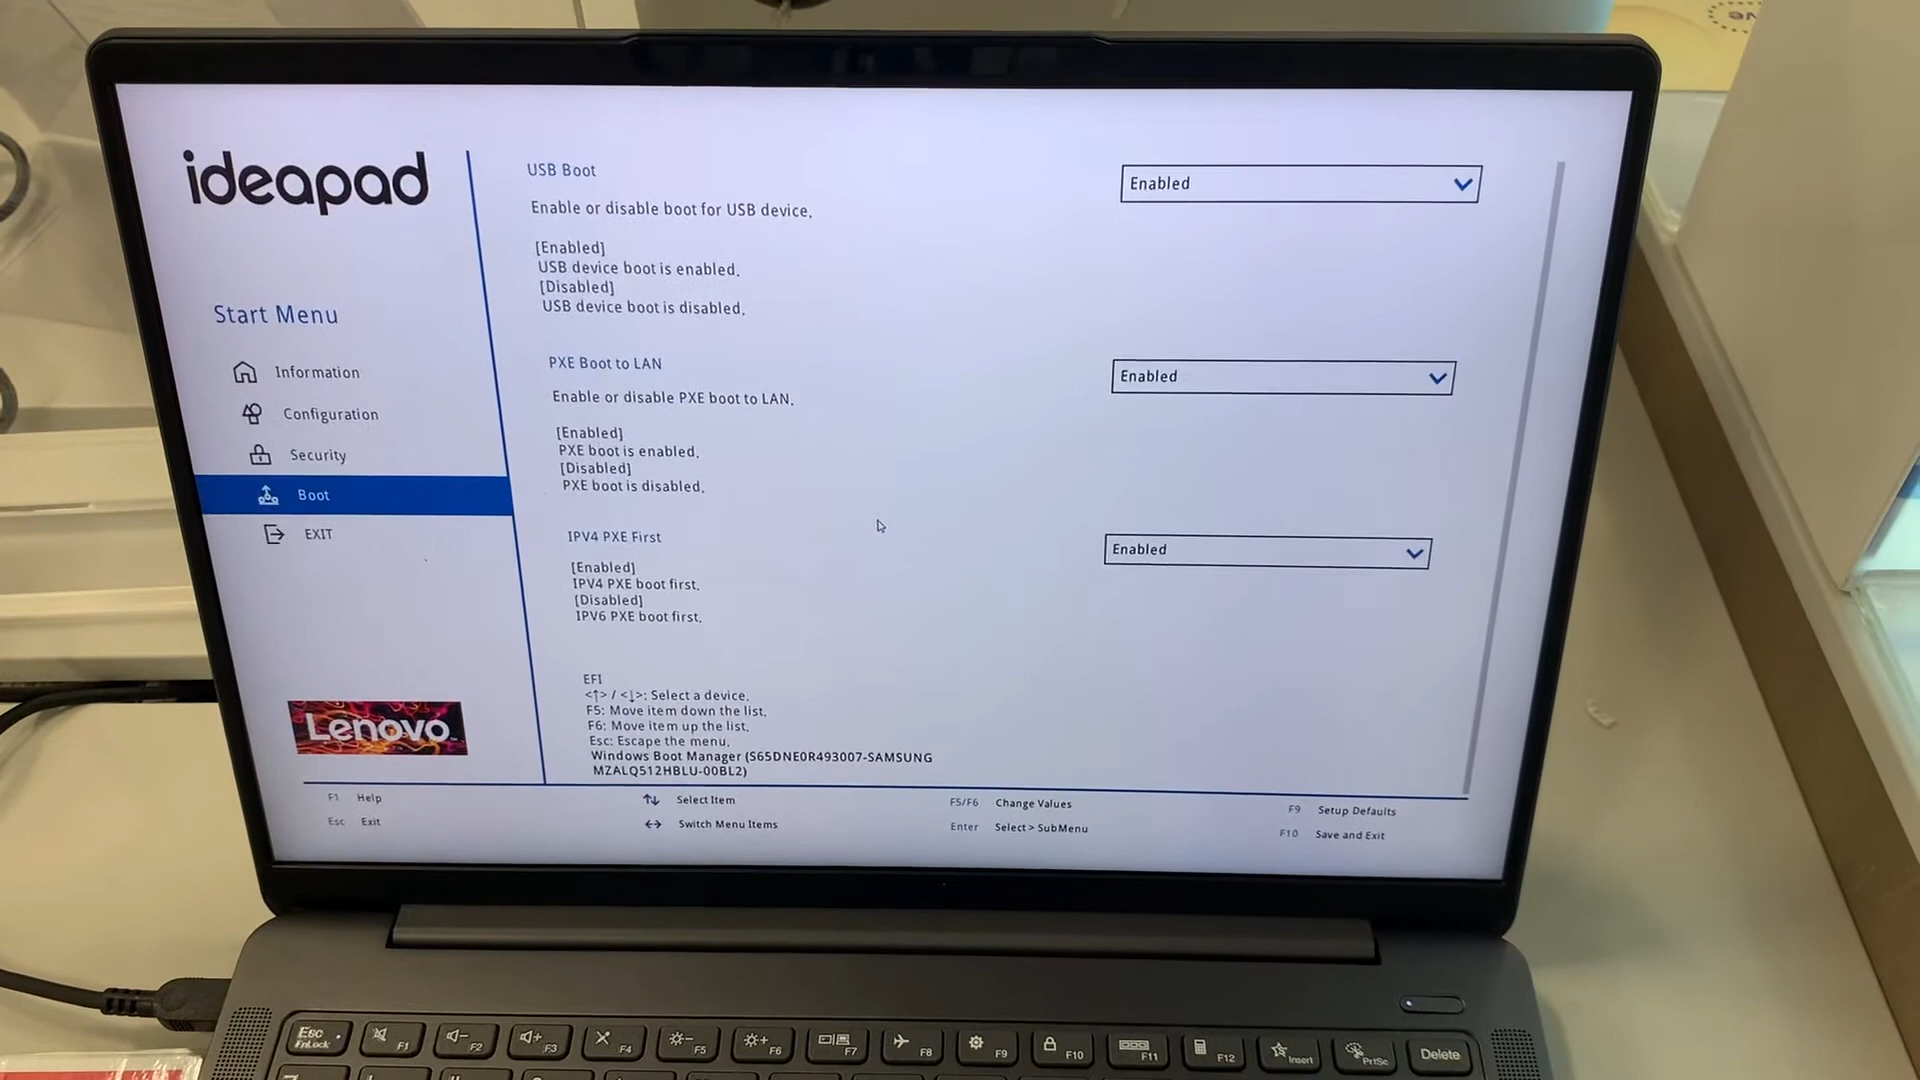 ideapad
Start Menu
Information
Configuration
Security
Boot
EXIT
Lenovo
USB Boot
Enabled
Enable or disable boot for USB device.
[Enabled]
USB device boot is enabled.
[Disabled]
USB device boot is disabled.
PXE Boot to LAN
Enabled
Enable or disable PXE boot to LAN.
[Enabled]
PXE boot is enabled.
[Disabled]
PXE boot is disabled.
IPV4 PXE First
Enabled
[Enabled]
IPV4 PXE boot first.
[Disabled]
IPV6 PXE boot first.
EFI
<↑> / <↓>: Select a device.
F5: Move item down the list.
F6: Move item up the list.
Esc: Escape the menu.
Windows Boot Manager (S65DNE0R493007-SAMSUNG
MZALQ512HBLU-00BL2)
F1 Help
↑↓ Select Item
F5/F6 Change Values
F9 Setup Defaults
Esc Exit
↔ Switch Menu Items
Enter Select > SubMenu
F10 Save and Exit
Esc
FnLock
F1
F2
F3
F4
F5
F6
F7
F8
F9
F10
F11
F12
Insert
PrtSc
Delete